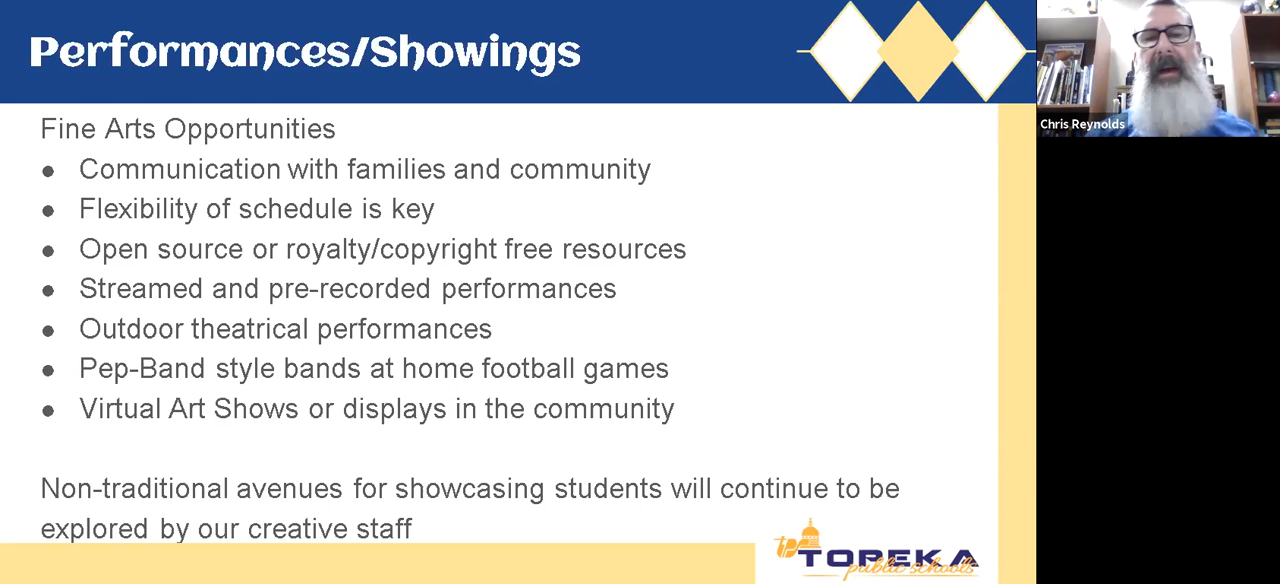 Performances/Showings
Chris Reynolds
Fine Arts Opportunities
● Communication with families and community
● Flexibility of schedule is key
● Open source or royalty/copyright free resources
● Streamed and pre-recorded performances
● Outdoor theatrical performances
● Pep-Band style bands at home football games
● Virtual Art Shows or displays in the community
Non-traditional avenues for showcasing students will continue to be
explored by our creative staff
tps TOPEKA
public schools